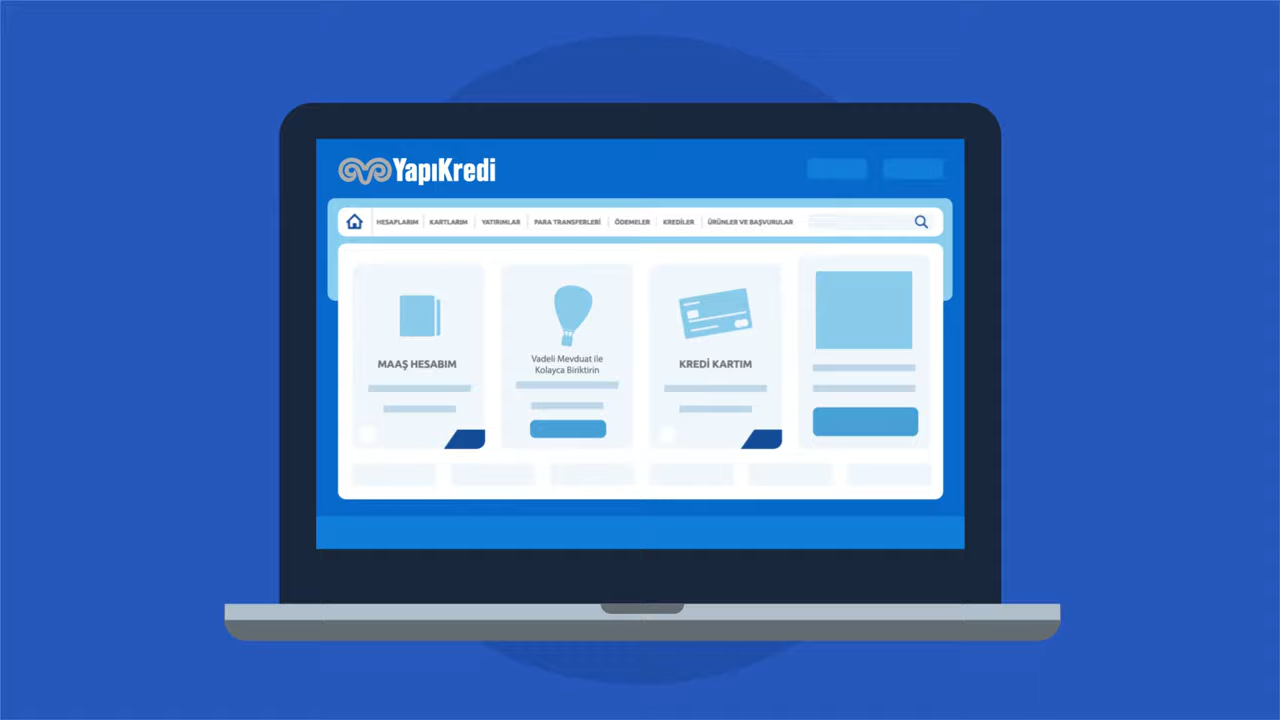 YapıKredi
HESAPLARIM KARTLARIM YATIRIMLAR PARA TRANSFERLERİ ÖDEMELER KREDİLER ÜRÜNLER VE BAŞVURULAR
MAAŞ HESABIM
Vadeli Mevduat ile
Kolayca Biriktirin
KREDİ KARTIM